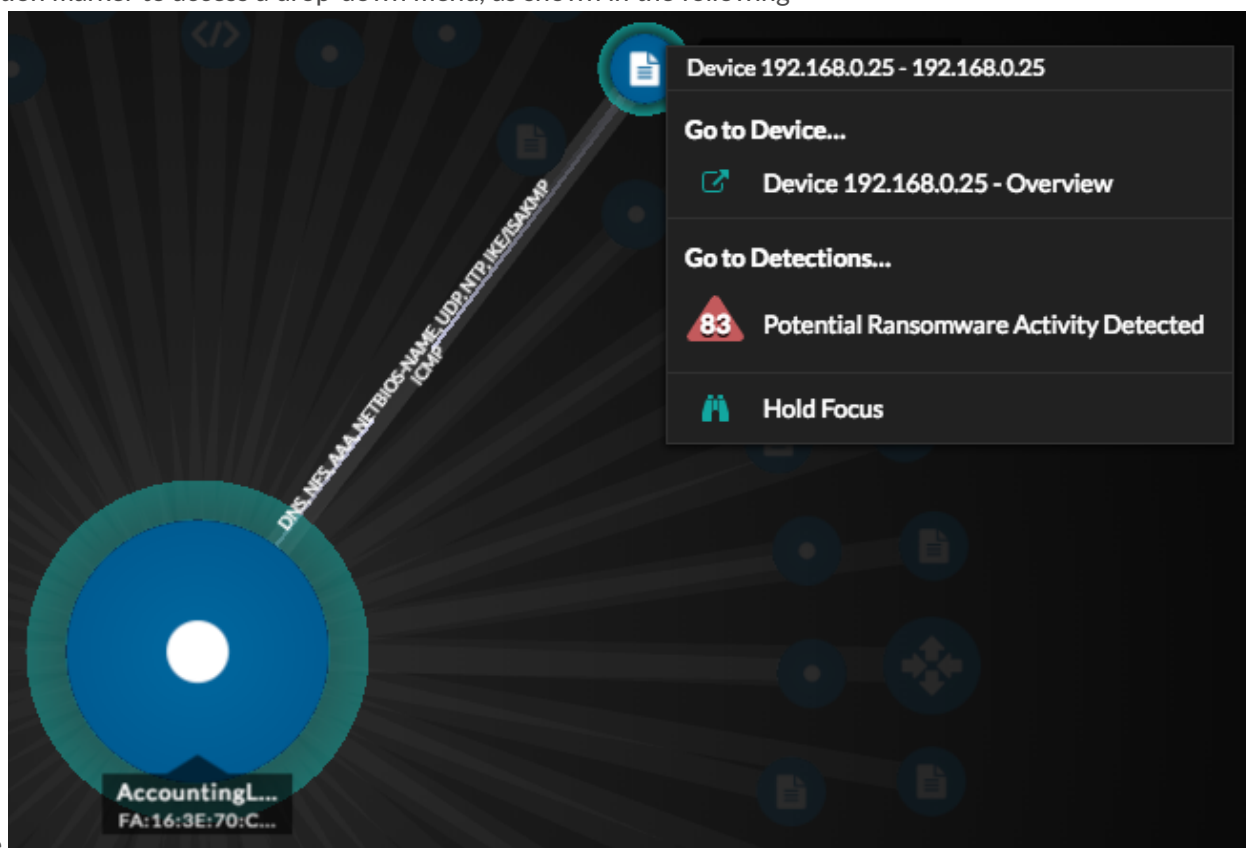 Device 192.168.0.25 - 192.168.0.25
Go to Device...
Device 192.168.0.25 - Overview
Go to Detections...
83 Potential Ransomware Activity Detected
Hold Focus
DNS, NFS, AAA, NETBIOS-NAME, UDP, NTP, IKE/ISAKMP
ICMP
AccountingL...
FA:16:3E:70:C...